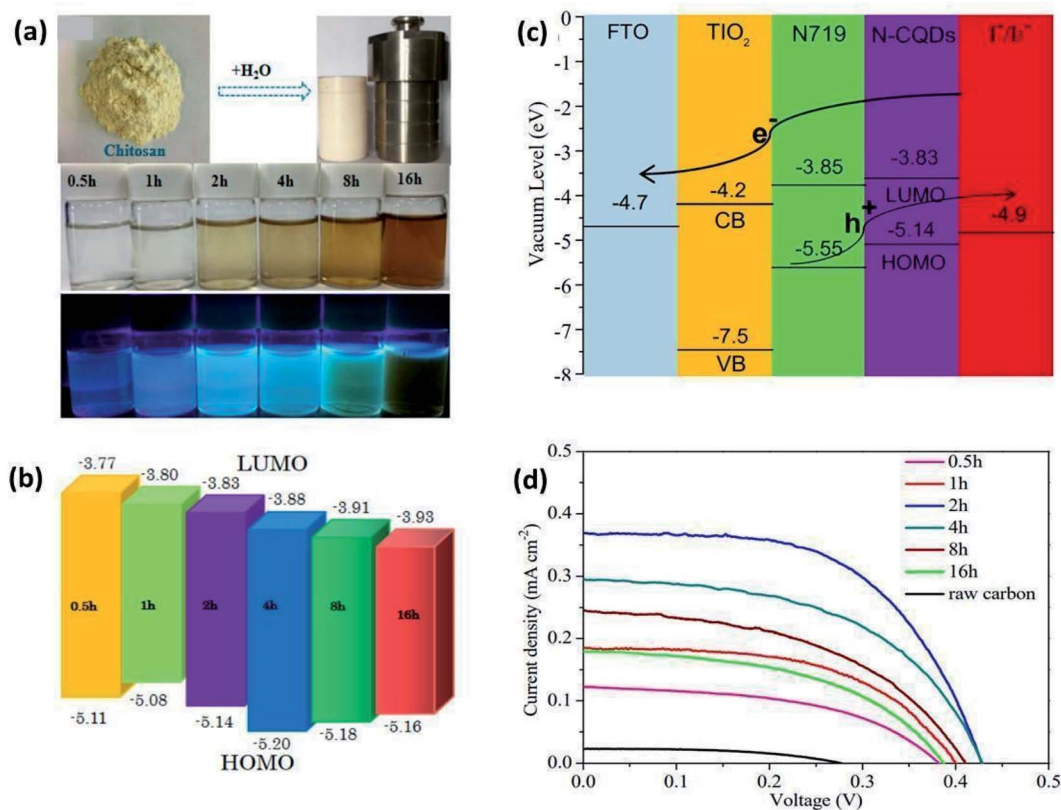 (a)
+H₂O
Chitosan
0.5h 1h 2h 4h 8h 16h
(b)
-3.77 LUMO
-3.80
-3.83
-3.88
-3.91
-3.93
0.5h 1h 2h 4h 8h 16h
-5.11
-5.08
-5.14
-5.20
-5.18
-5.16
HOMO
(c)
Vacuum Level (eV)
0
-1
-2
-3
-4
-5
-6
-7
-8
FTO TIO₂ N719 N-CQDs
e⁻
-3.85 -3.83
-4.7 -4.2 LUMO
CB h⁺ -5.14 -4.9
-5.55 HOMO
-7.5
VB
(d)
Current density (mA cm⁻²)
0.5
0.4
0.3
0.2
0.1
0.0
0.5h
1h
2h
4h
8h
16h
raw carbon
0.0 0.1 0.2 0.3 0.4 0.5
Voltage (V)